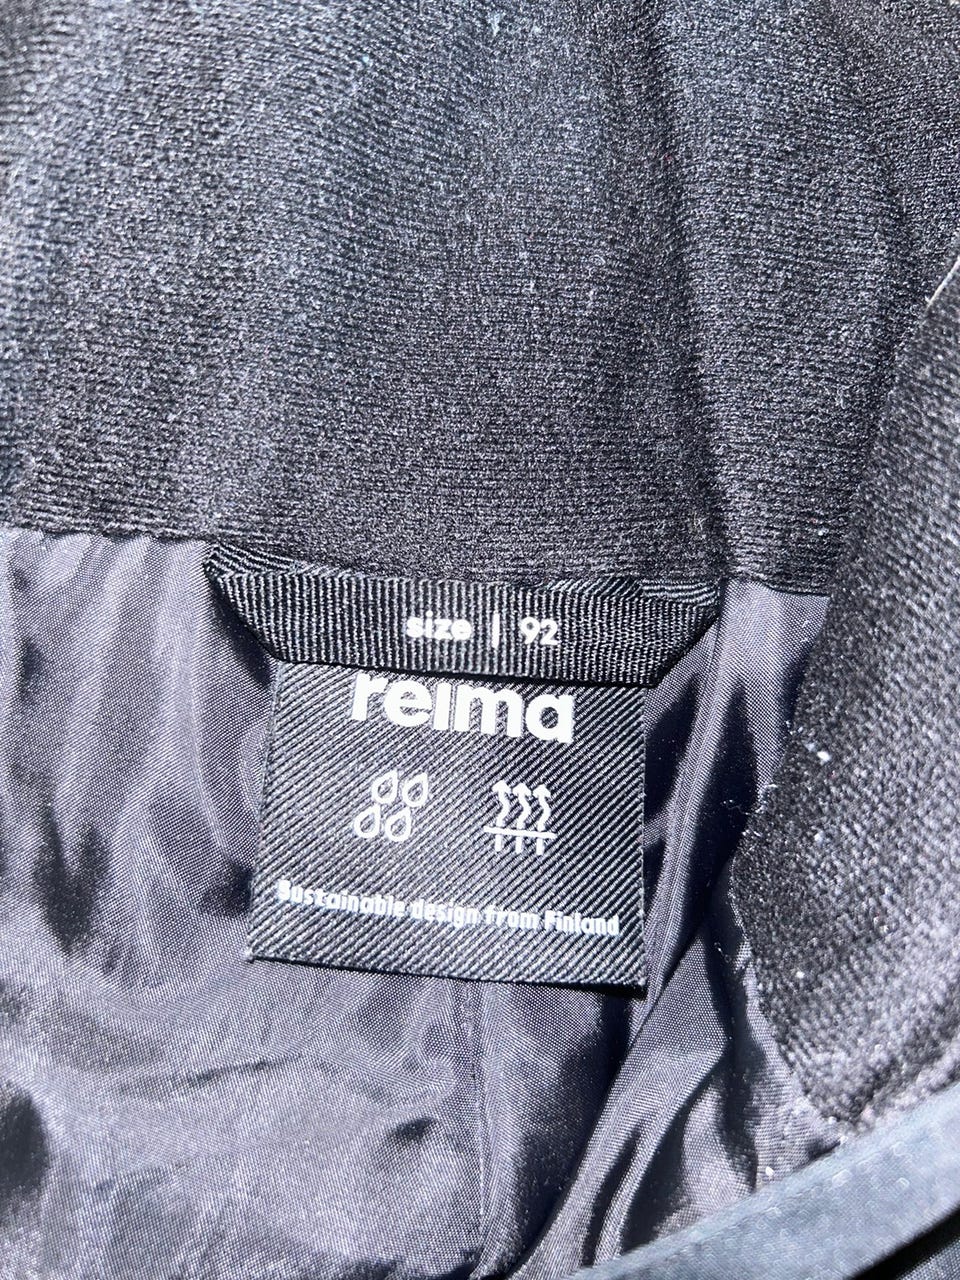 size | 92
reima
Sustainable design from Finland